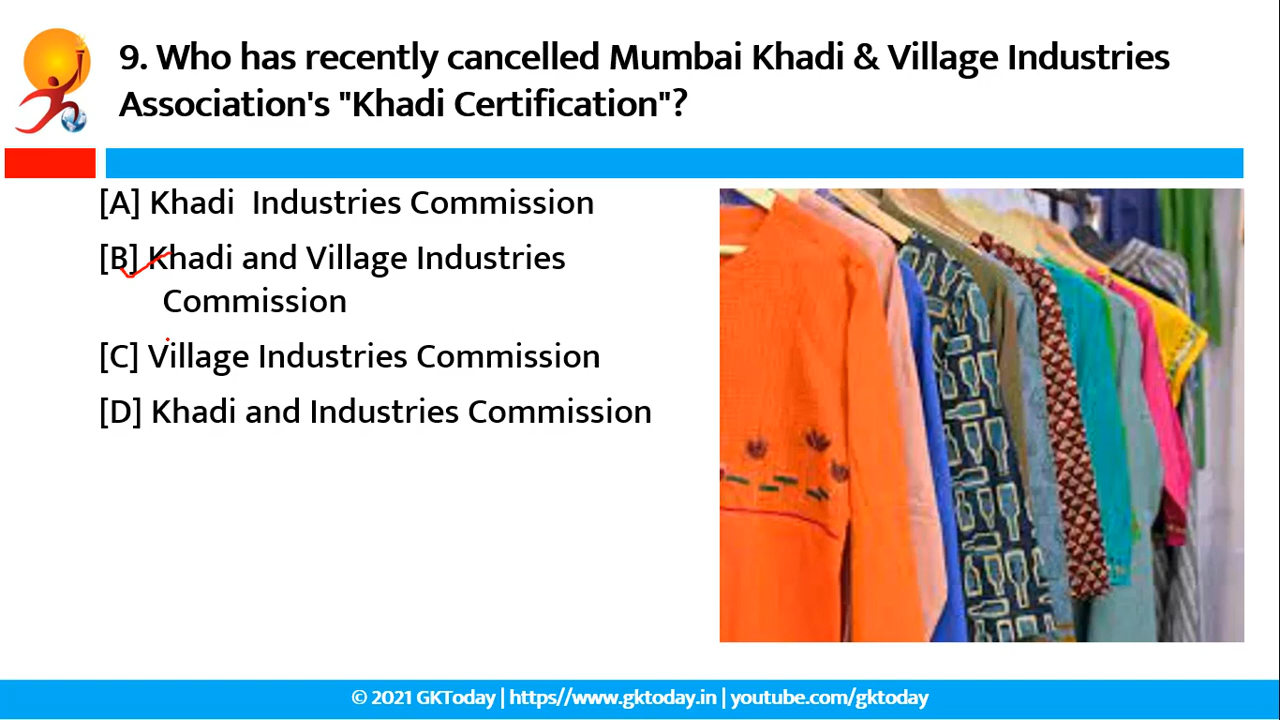 9. Who has recently cancelled Mumbai Khadi & Village Industries
Association's "Khadi Certification"?
[A] Khadi Industries Commission
[B] Khadi and Village Industries
Commission
[C] Village Industries Commission
[D] Khadi and Industries Commission
© 2021 GKToday | https//www.gktoday.in | youtube.com/gktoday